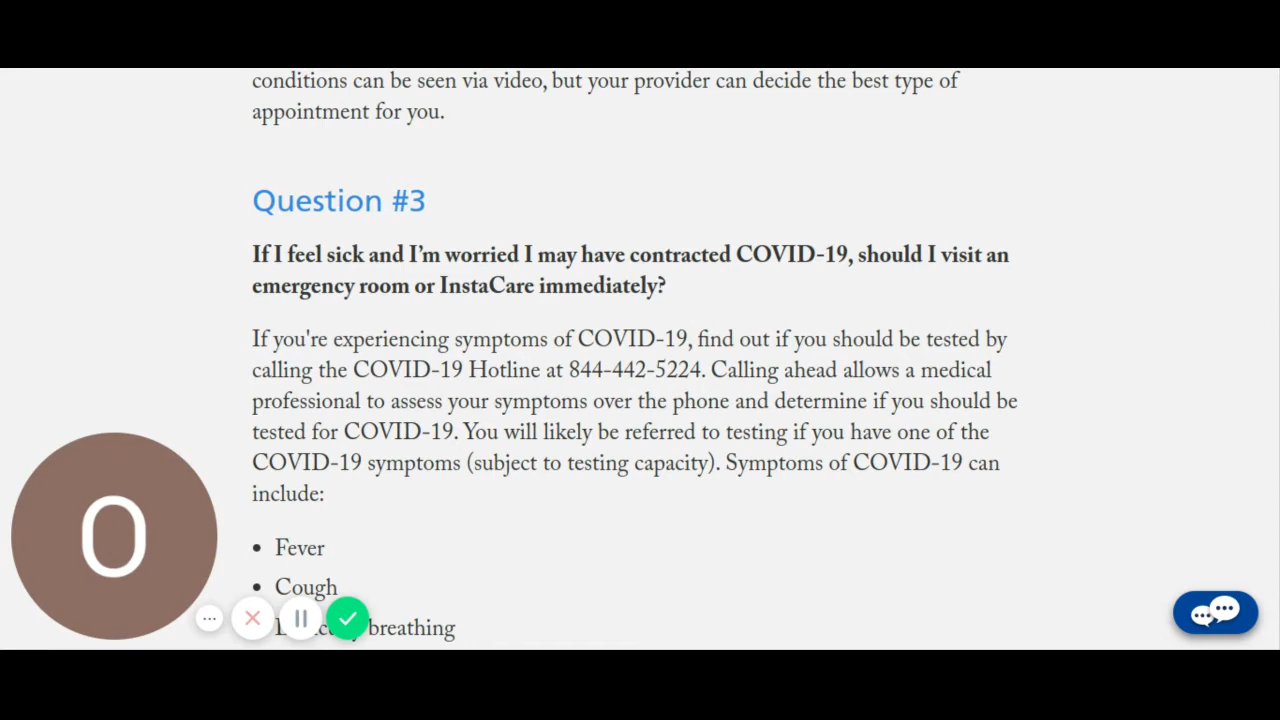 conditions can be seen via video, but your provider can decide the best type of
appointment for you.
Question #3
If I feel sick and I’m worried I may have contracted COVID-19, should I visit an
emergency room or InstaCare immediately?
If you're experiencing symptoms of COVID-19, find out if you should be tested by
calling the COVID-19 Hotline at 844-442-5224. Calling ahead allows a medical
professional to assess your symptoms over the phone and determine if you should be
tested for COVID-19. You will likely be referred to testing if you have one of the
COVID-19 symptoms (subject to testing capacity). Symptoms of COVID-19 can
include:
• Fever
• Cough
breathing
O